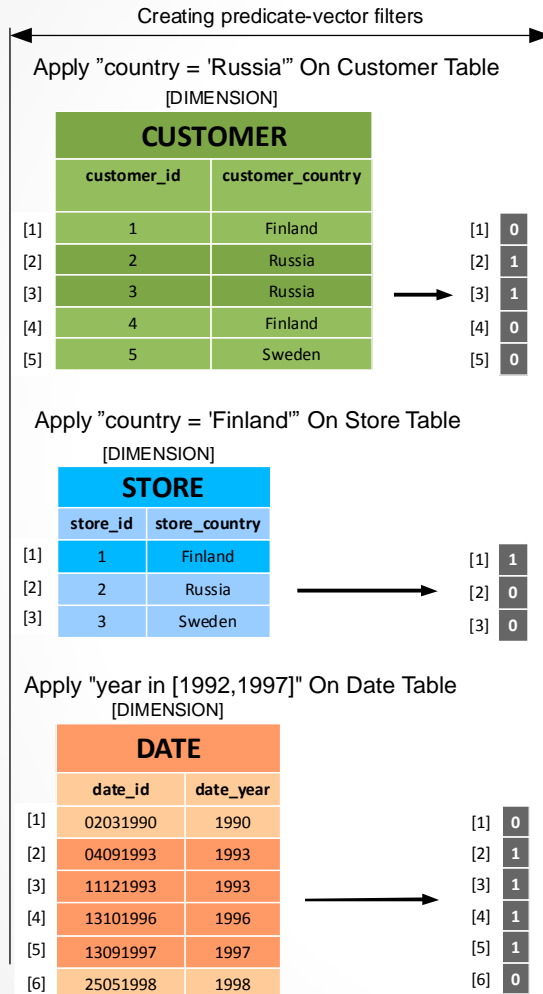 Creating predicate-vector filters
Apply ”country = 'Russia'” On Customer Table
[DIMENSION]
CUSTOMER
customer_id customer_country
[1] 1 Finland [1] 0
[2] 2 Russia [2] 1
[3] 3 Russia [3] 1
[4] 4 Finland [4] 0
[5] 5 Sweden [5] 0
Apply ”country = 'Finland'” On Store Table
[DIMENSION]
STORE
store_id store_country
[1] 1 Finland [1] 1
[2] 2 Russia [2] 0
[3] 3 Sweden [3] 0
Apply "year in [1992,1997]" On Date Table
[DIMENSION]
DATE
date_id date_year
[1] 02031990 1990 [1] 0
[2] 04091993 1993 [2] 1
[3] 11121993 1993 [3] 1
[4] 13101996 1996 [4] 1
[5] 13091997 1997 [5] 1
[6] 25051998 1998 [6] 0